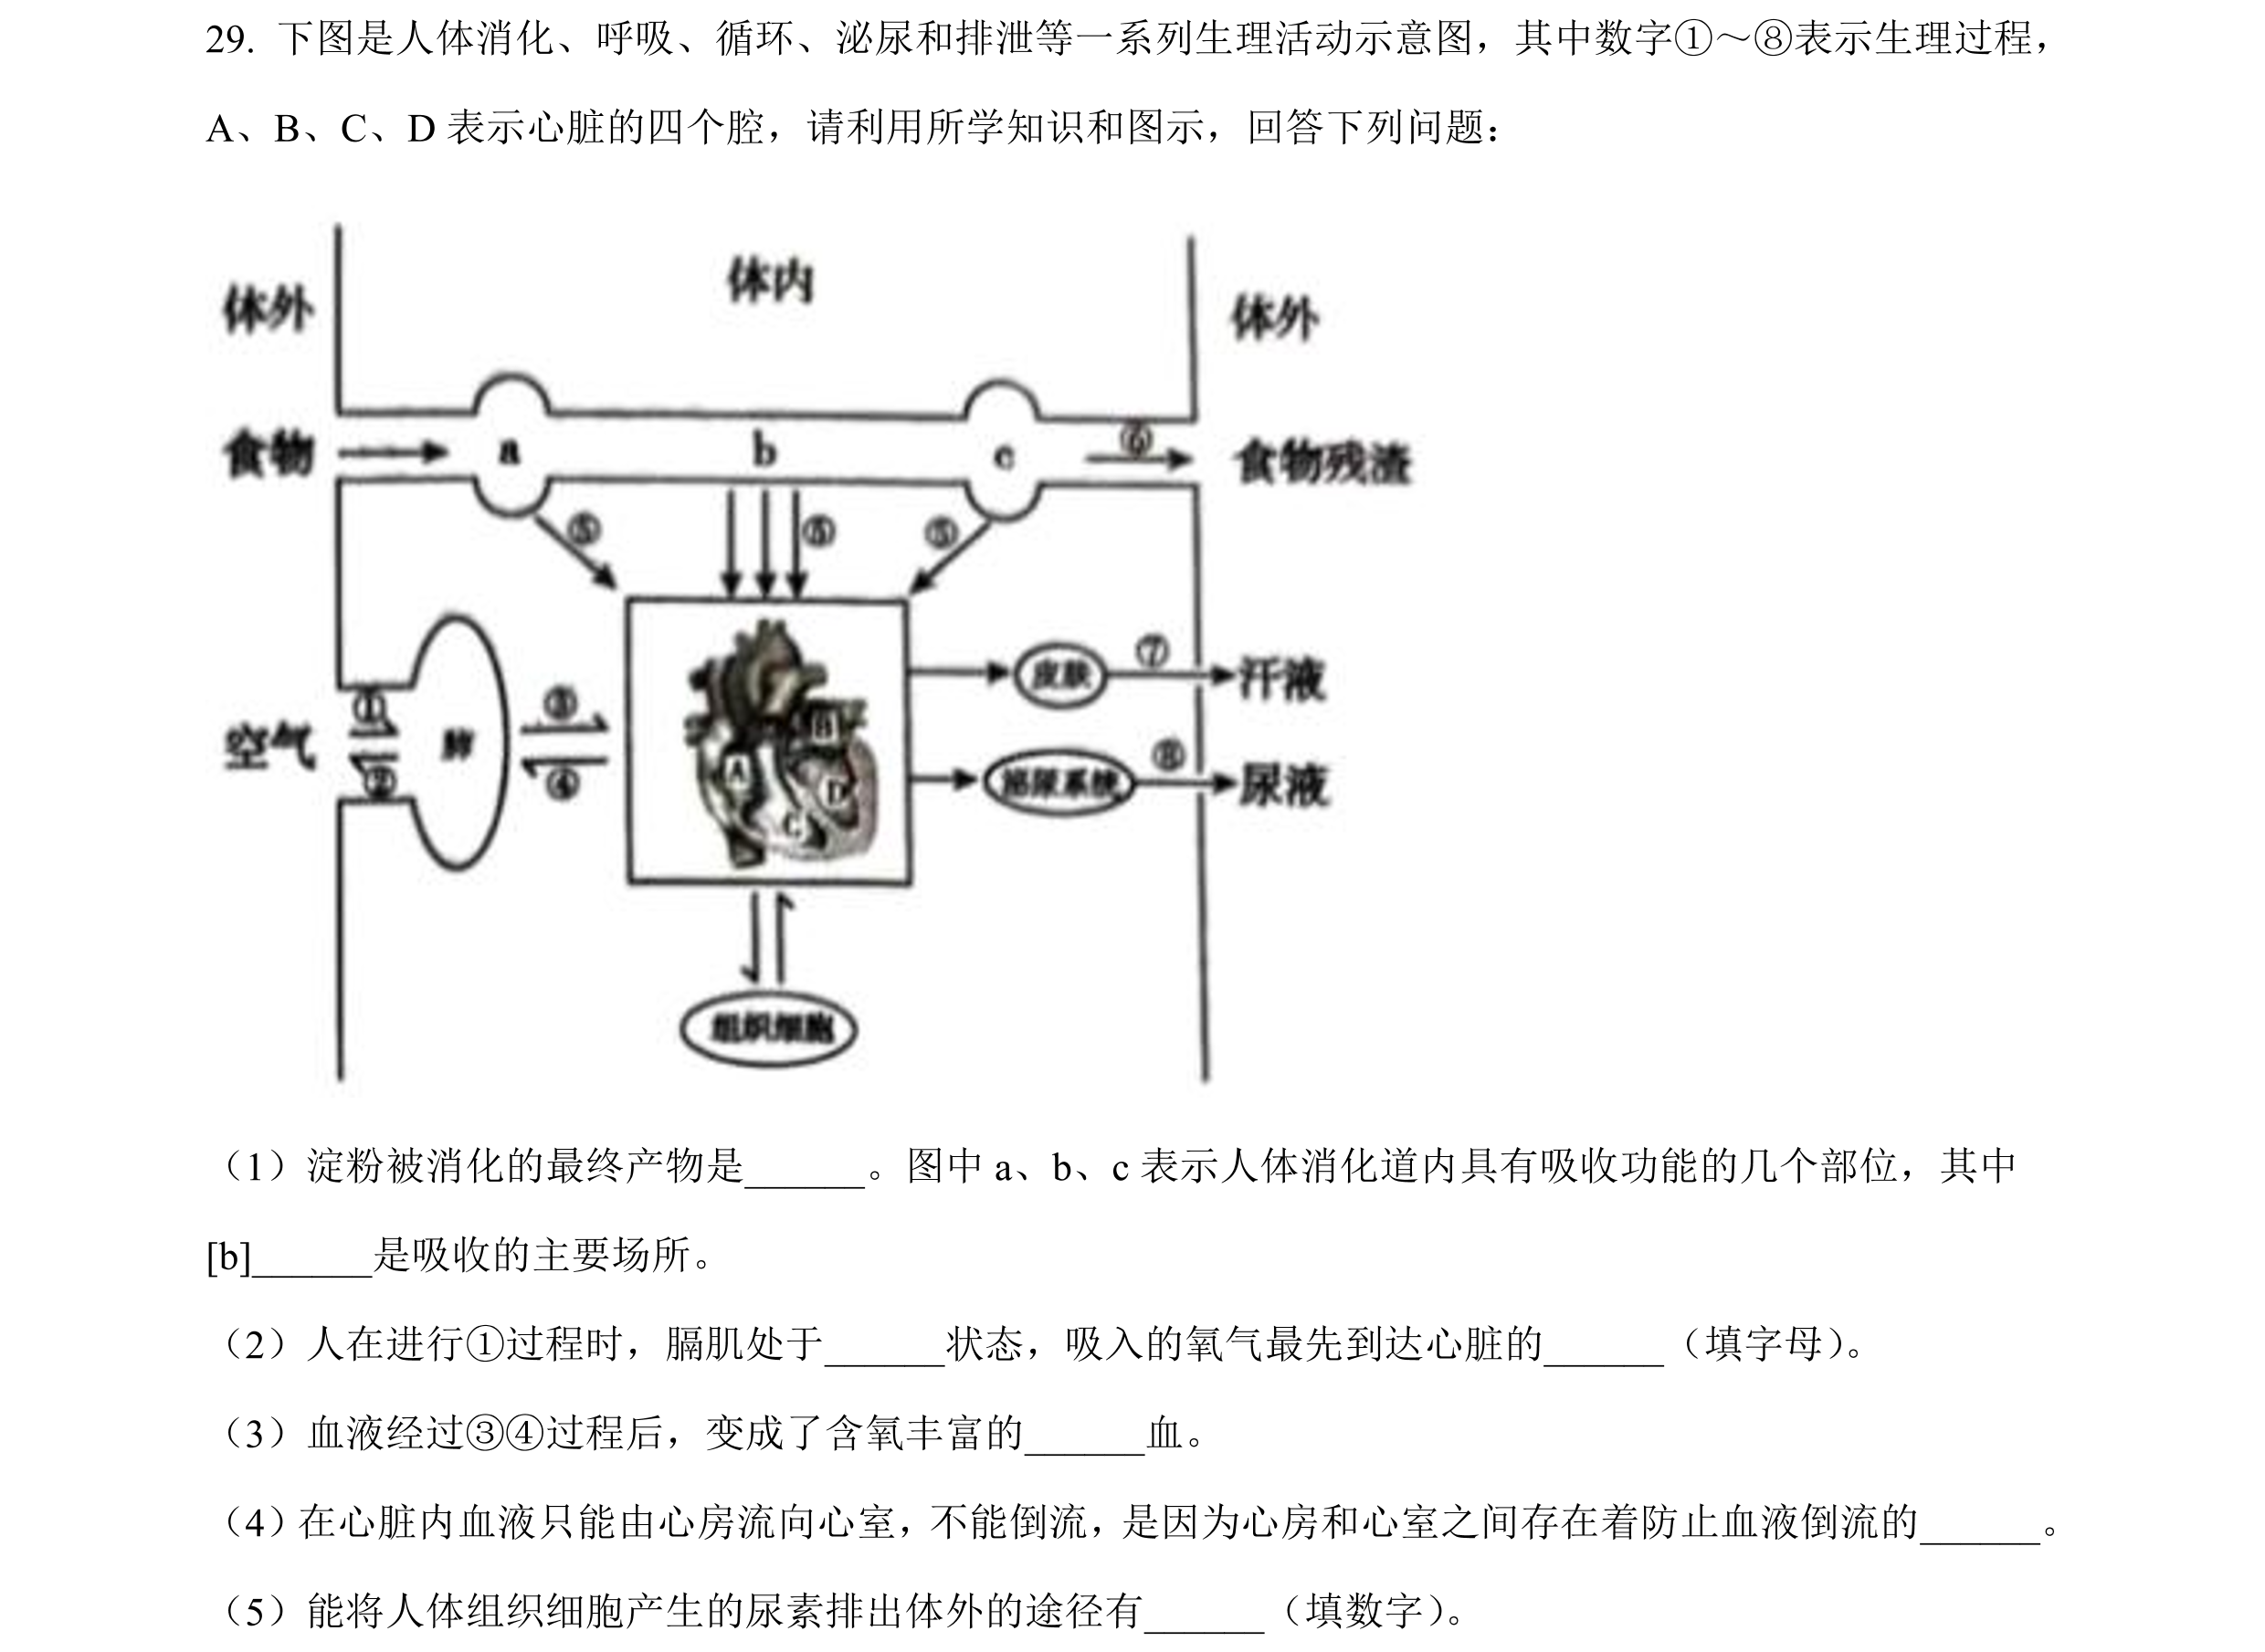 29. 下图是人体消化、呼吸、循环、泌尿和排泄等一系列生理活动示意图，其中数字①～⑧表示生理过程，
A、B、C、D 表示心脏的四个腔，请利用所学知识和图示，回答下列问题：
体内
体外
体外
食物 a b c ⑥ 食物残渣
⑤ ⑤ ⑤
皮肤 ⑦ 汗液
空气 ① ② 肺 ③ ④
A B C D
泌尿系统 ⑧ 尿液
组织细胞
（1）淀粉被消化的最终产物是______。图中 a、b、c 表示人体消化道内具有吸收功能的几个部位，其中
[b]______是吸收的主要场所。
（2）人在进行①过程时，膈肌处于______状态，吸入的氧气最先到达心脏的______（填字母）。
（3）血液经过③④过程后，变成了含氧丰富的______血。
（4）在心脏内血液只能由心房流向心室，不能倒流，是因为心房和心室之间存在着防止血液倒流的______。
（5）能将人体组织细胞产生的尿素排出体外的途径有______（填数字）。